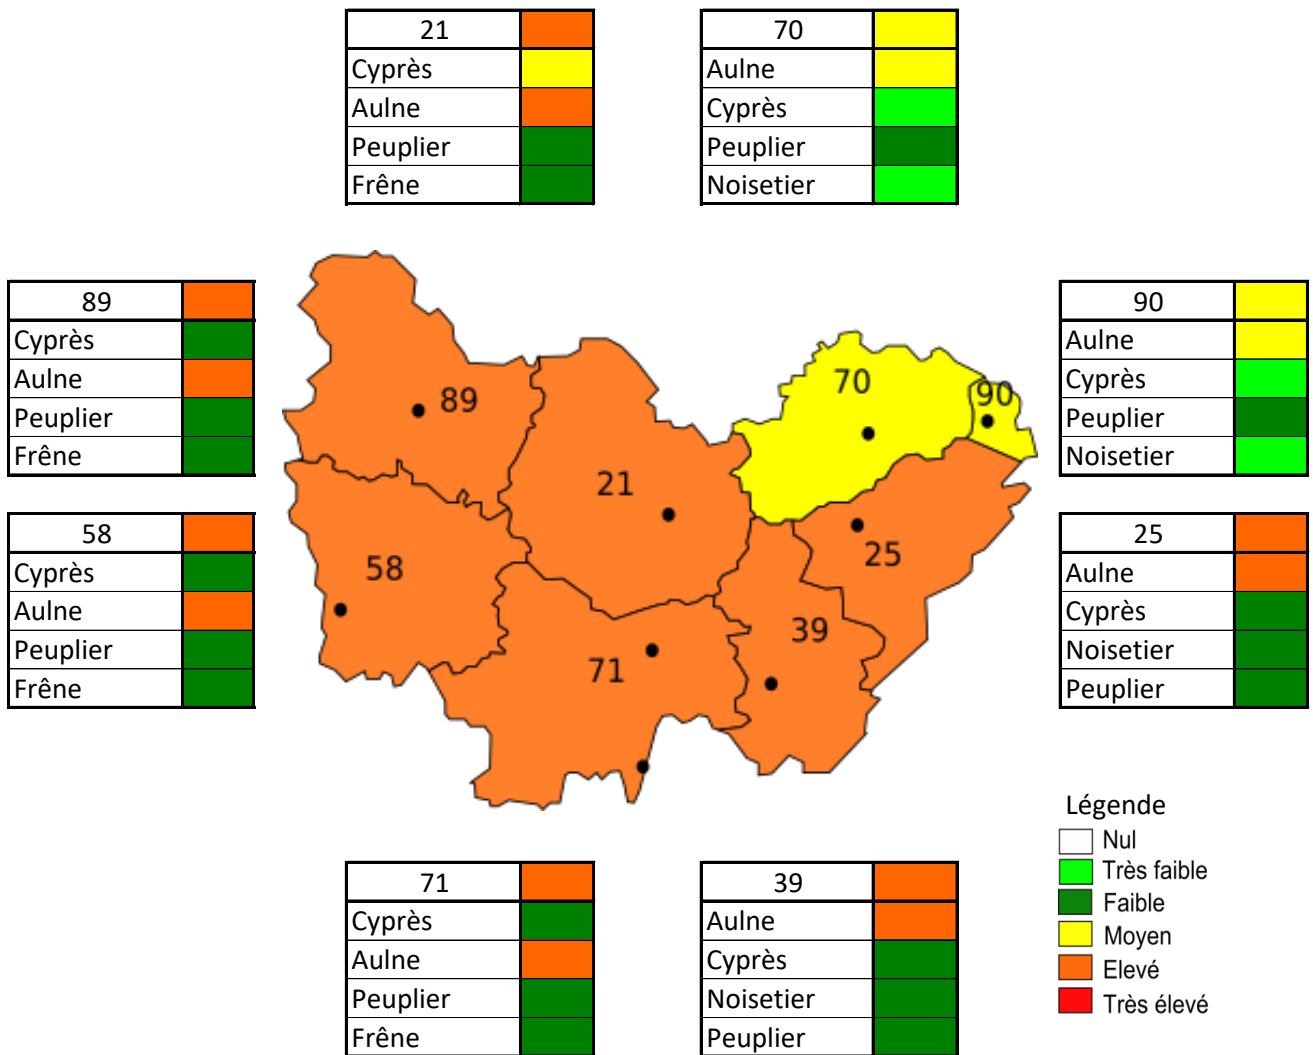 21
Cyprès
Aulne
Peuplier
Frêne
70
Aulne
Cyprès
Peuplier
Noisetier
89
Cyprès
Aulne
Peuplier
Frêne
58
Cyprès
Aulne
Peuplier
Frêne
89
21
70
90
58
25
39
71
90
Aulne
Cyprès
Peuplier
Noisetier
25
Aulne
Cyprès
Noisetier
Peuplier
71
Cyprès
Aulne
Peuplier
Frêne
39
Aulne
Cyprès
Noisetier
Peuplier
Légende
Nul
Très faible
Faible
Moyen
Elevé
Très élevé